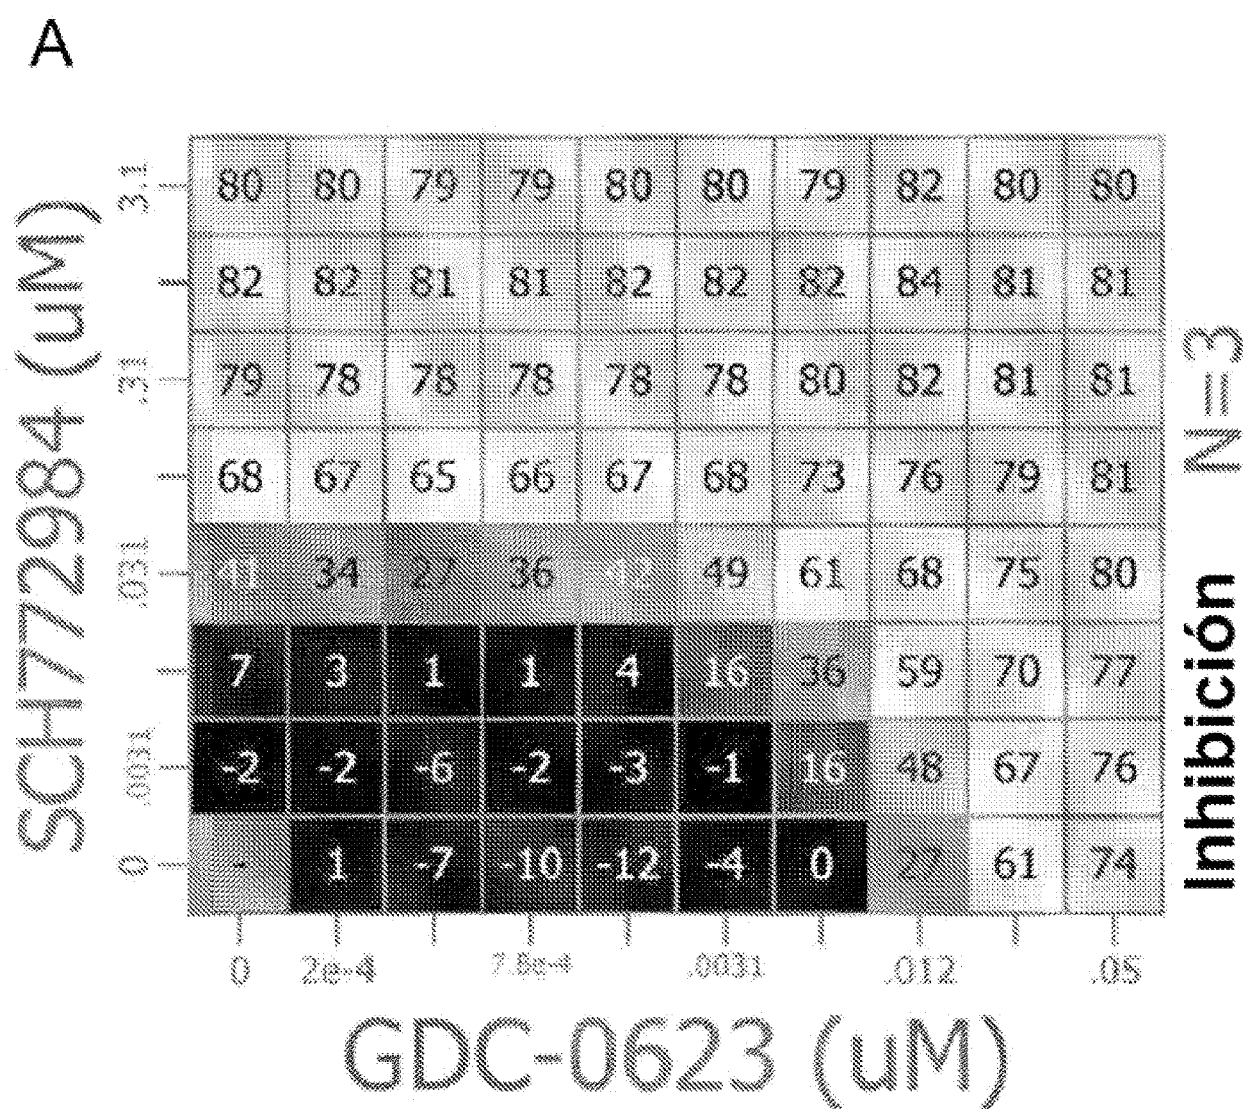 A
SCH772984 (uM)
3.1
.31
.031
.0031
0
80 80 79 79 80 80 79 82 80 80
82 82 81 81 82 82 82 84 81 81
79 78 78 78 78 78 80 82 81 81
68 67 65 66 67 68 73 76 79 81
41 34 27 36 49 61 68 75 80
7 3 1 1 4 16 36 59 70 77
-2 -2 -6 -2 -3 -1 16 48 67 76
- 1 -7 -10 -12 -4 0 61 74
0 2e-4 7.8e-4 .0031 .012 .05
GDC-0623 (uM)
Inhibición N=3